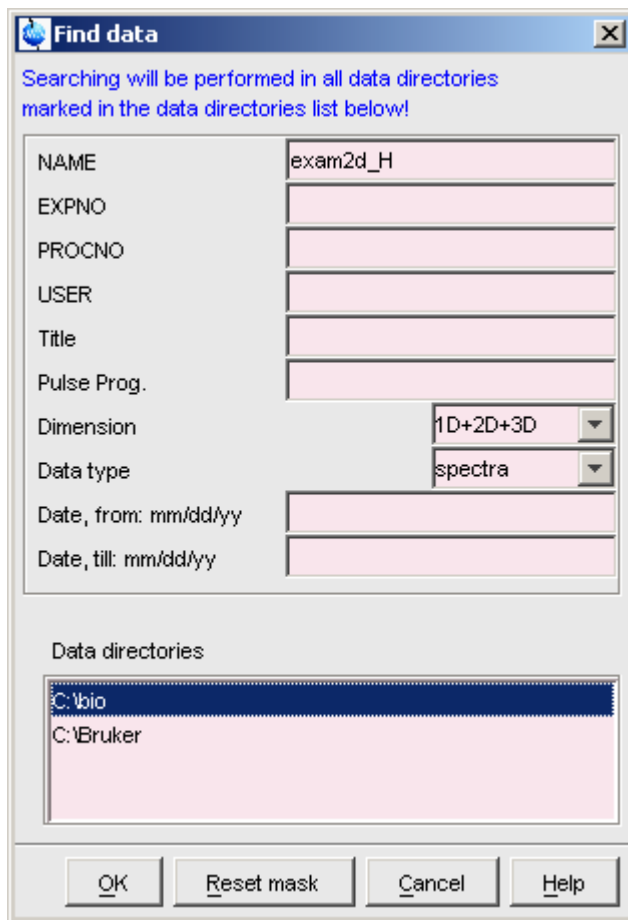 Find data
Searching will be performed in all data directories
marked in the data directories list below!
NAME exam2d_H
EXPNO
PROCNO
USER
Title
Pulse Prog.
Dimension 1D+2D+3D
Data type spectra
Date, from: mm/dd/yy
Date, till: mm/dd/yy
Data directories
C:\bio
C:\Bruker
OK Reset mask Cancel Help